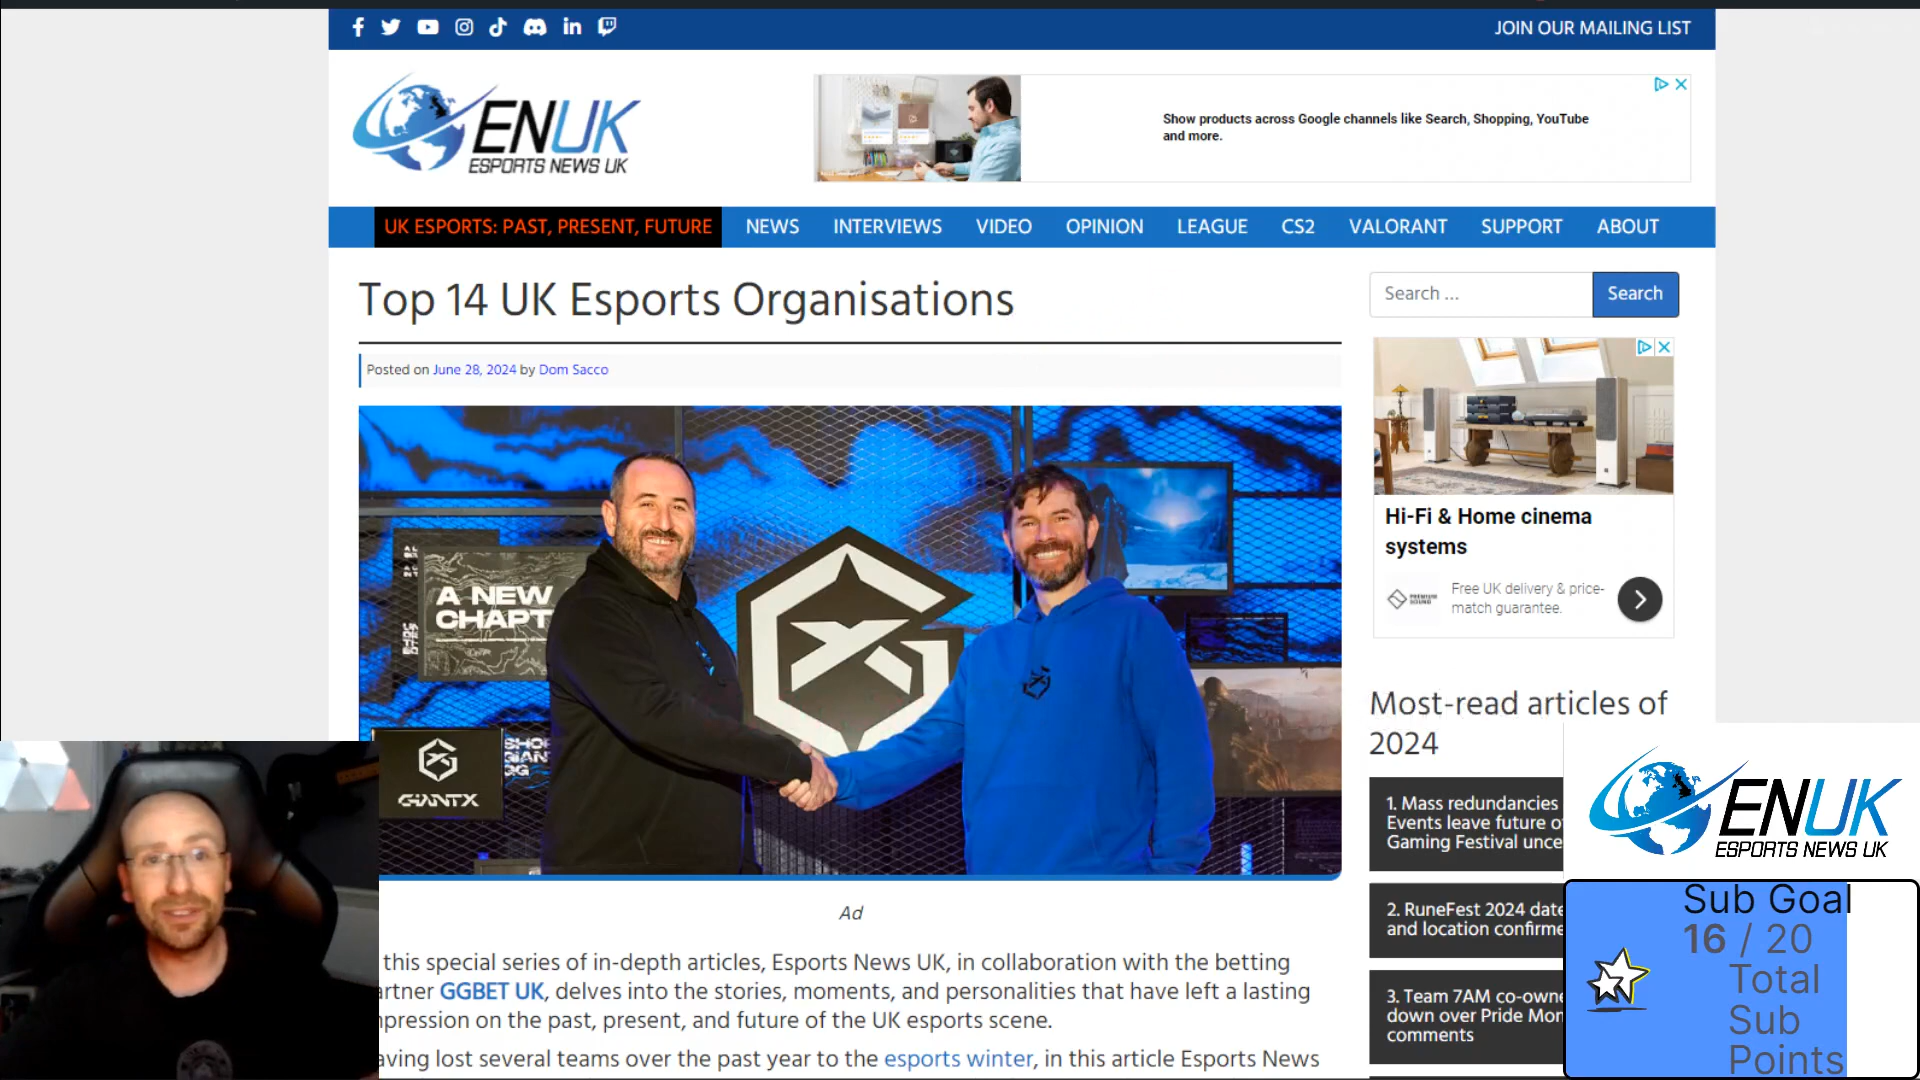 JOIN OUR MAILING LIST
ENUK
ESPORTS NEWS UK
Show products across Google channels like Search, Shopping, YouTube
and more.
UK ESPORTS: PAST, PRESENT, FUTURE NEWS INTERVIEWS VIDEO OPINION LEAGUE CS2 VALORANT SUPPORT ABOUT
Top 14 UK Esports Organisations
Search ... Search
Posted on June 28, 2024 by Dom Sacco
A NEW
CHAPT
GIANTX
Ad
this special series of in-depth articles, Esports News UK, in collaboration with the betting
artner GGBET UK, delves into the stories, moments, and personalities that have left a lasting
pression on the past, present, and future of the UK esports scene.
aving lost several teams over the past year to the esports winter, in this article Esports News
Hi-Fi & Home cinema
systems
PREMIUM
SOUND
Free UK delivery & price-
match guarantee.
Most-read articles of
2024
1. Mass redundancies
Events leave future o
Gaming Festival unce
2. RuneFest 2024 date
and location confirme
3. Team 7AM co-owne
down over Pride Mon
comments
ENUK
ESPORTS NEWS UK
Sub Goal
16 / 20
Total
Sub
Points